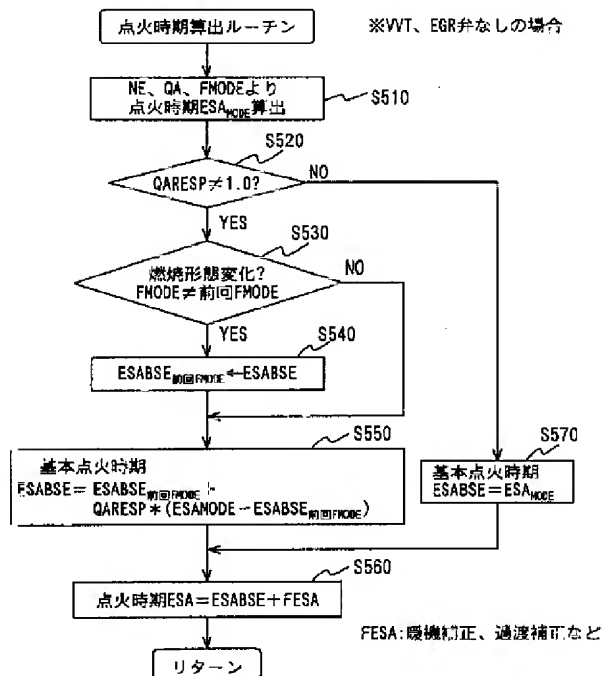 点火時期算出ルーチン
※VVT、EGR弁なしの場合
NE、QA、FMODEより
点火時期ESAMODE算出
S510
S520
QARESP≠1.0?
NO
YES
S530
燃焼形態変化?
FMODE≠前回FMODE
NO
YES
S540
ESABSE前回FMODE←ESABSE
S550
基本点火時期
ESABSE=ESABSE前回FMODE+
QARESP*(ESAMODE-ESABSE前回FMODE)
S570
基本点火時期
ESABSE=ESAMODE
S560
点火時期ESA=ESABSE+FESA
FESA:暖機補正、過渡補正など
リターン